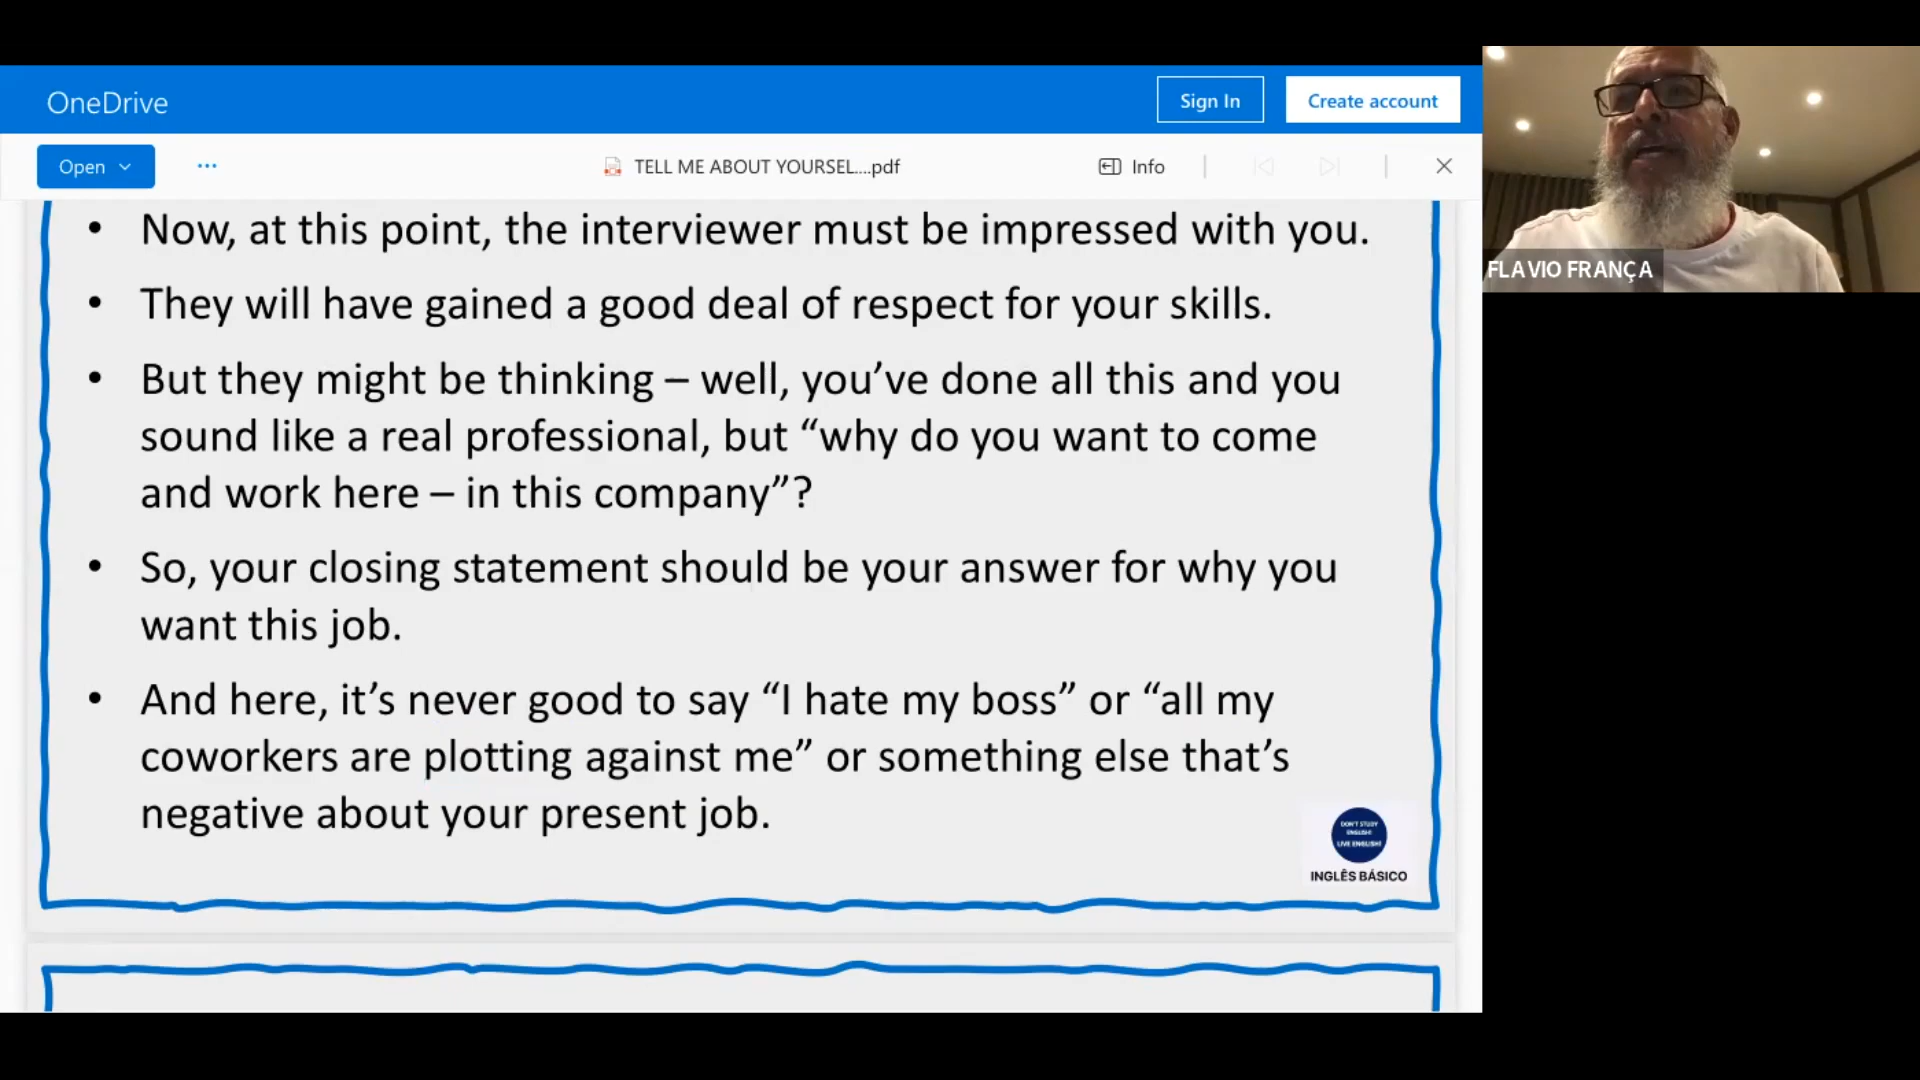 OneDrive
Sign In
Create account
Open
TELL ME ABOUT YOURSEL....pdf
Info
• Now, at this point, the interviewer must be impressed with you.
• They will have gained a good deal of respect for your skills.
• But they might be thinking – well, you’ve done all this and you
sound like a real professional, but “why do you want to come
and work here – in this company”?
• So, your closing statement should be your answer for why you
want this job.
• And here, it’s never good to say “I hate my boss” or “all my
coworkers are plotting against me” or something else that’s
negative about your present job.
DON'T STUDY
ENGLISH!
LIVE ENGLISH!
INGLÊS BÁSICO
FLAVIO FRANÇA